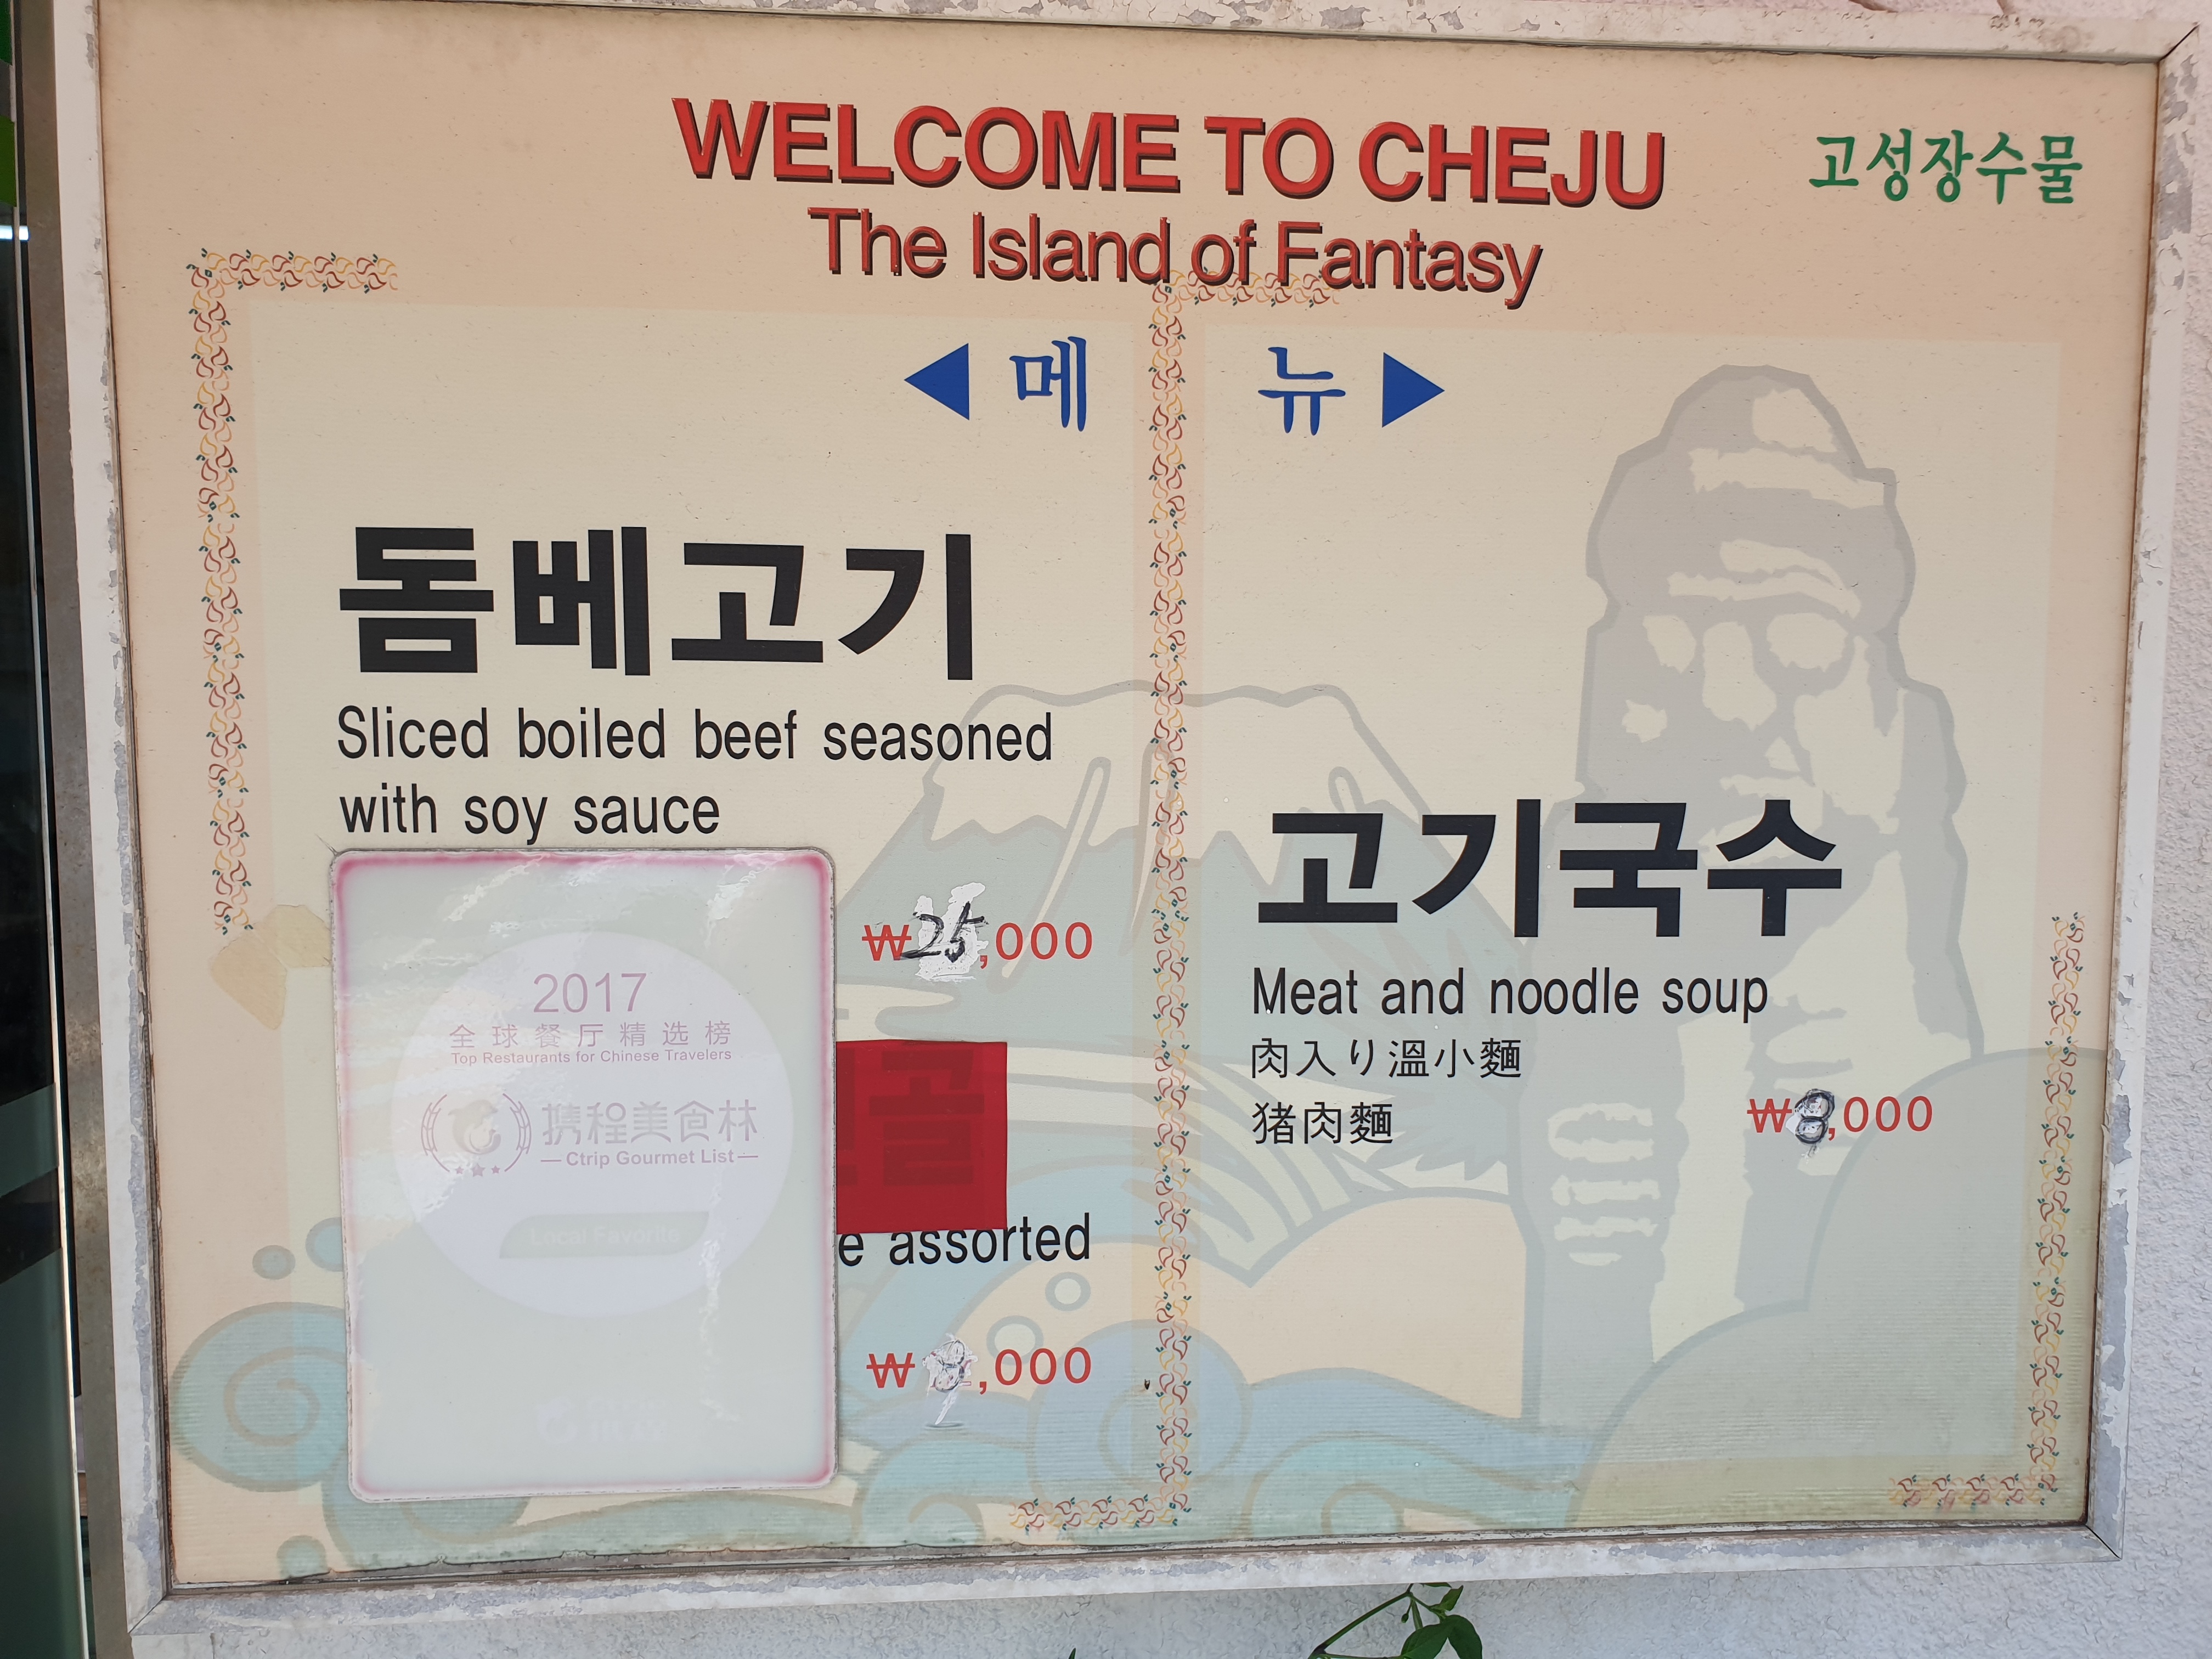 WELCOME TO CHEJU
The Island of Fantasy
고성장수물
◀ 메 뉴 ▶
돔베고기
Sliced boiled beef seasoned
with soy sauce
₩25,000
2017
全球餐厅精选榜
Top Restaurants for Chinese Travelers
携程美食林
Ctrip Gourmet List
Local Favorite
골
assorted
₩ ,000
고기국수
Meat and noodle soup
肉入り溫小麵
猪肉麵
₩8,000